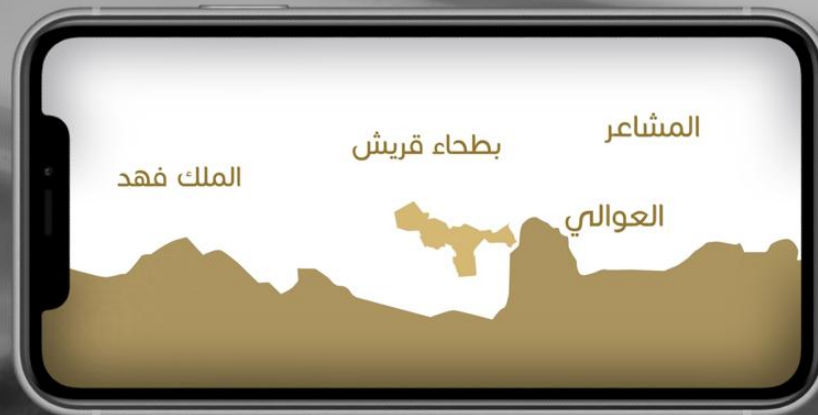 المشاعر
بطحاء قريش
الملك فهد
العوالي